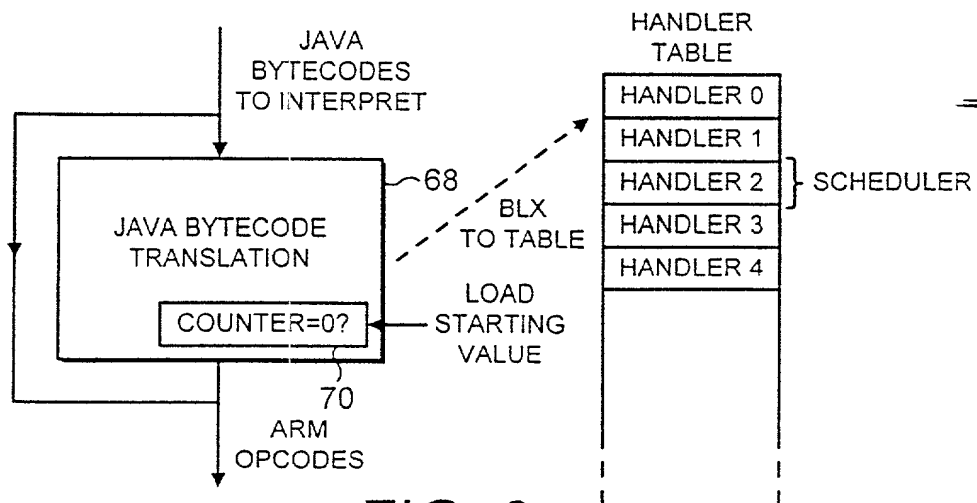 JAVA
BYTECODES
TO INTERPRET
68
JAVA BYTECODE
TRANSLATION
COUNTER=0?
70
ARM
OPCODES
BLX
TO TABLE
LOAD
STARTING
VALUE
HANDLER
TABLE
HANDLER 0
HANDLER 1
HANDLER 2
HANDLER 3
HANDLER 4
SCHEDULER